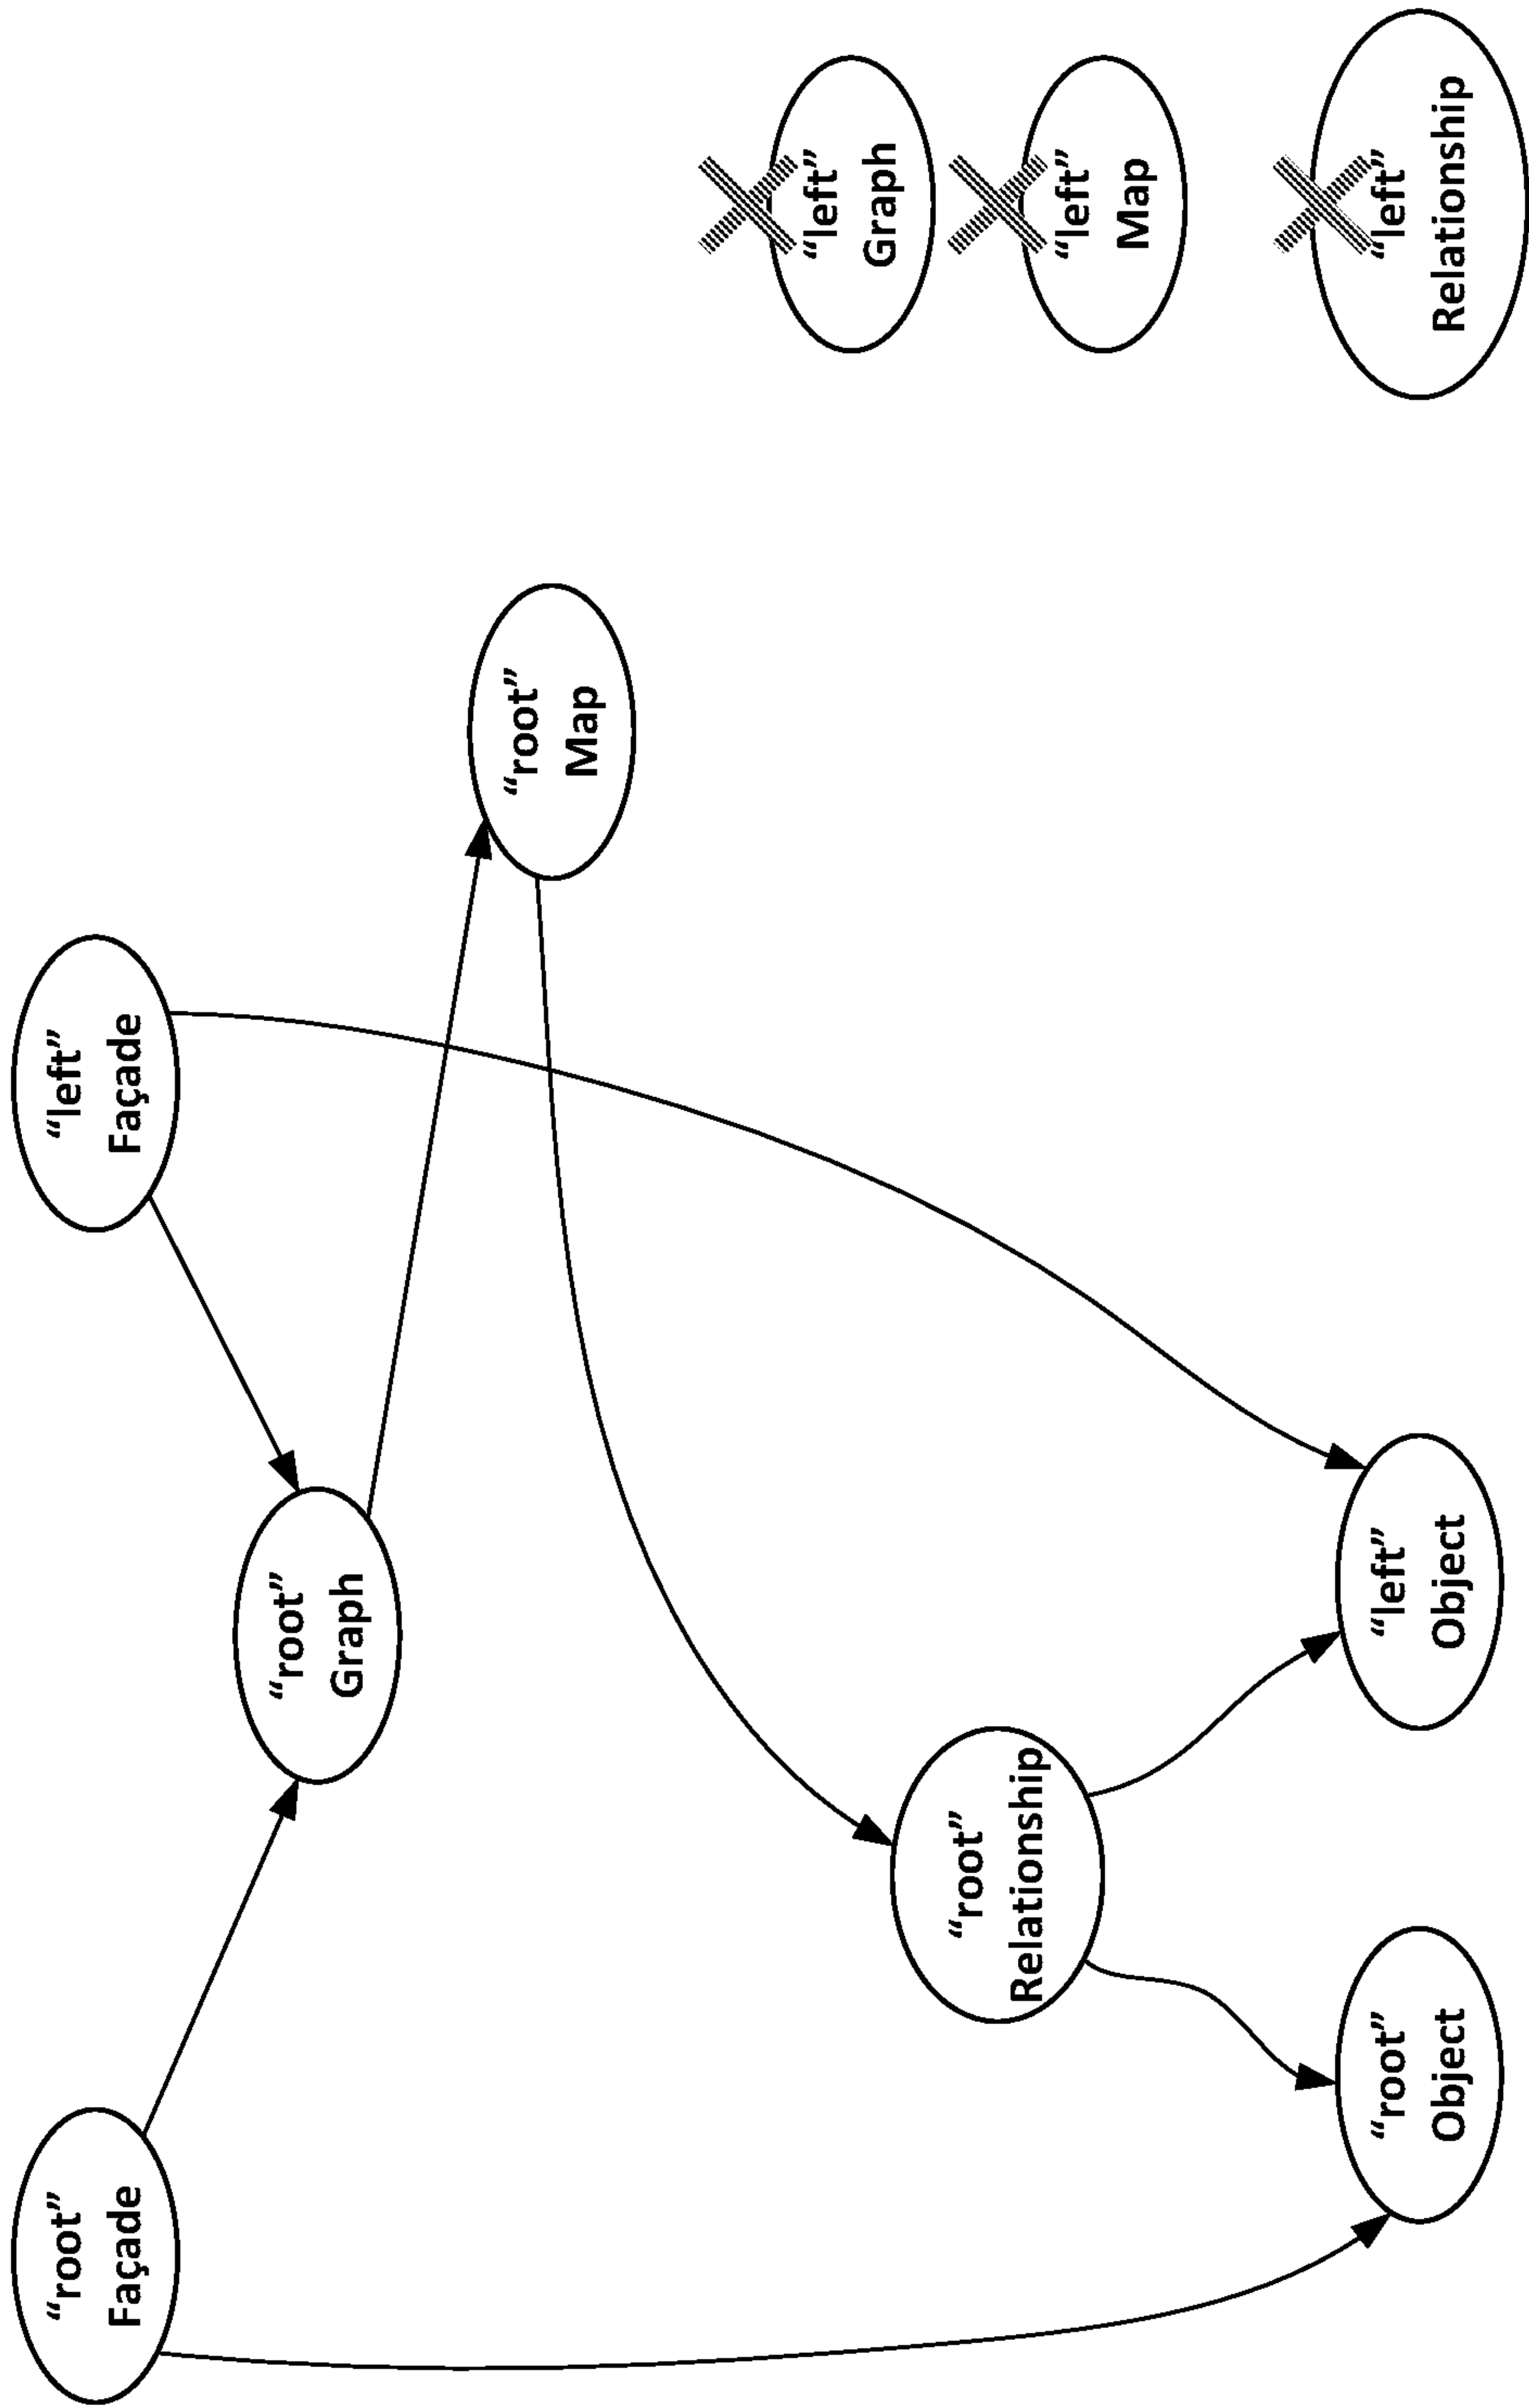 “root”
Façade
“left”
Façade
“root”
Graph
“root”
Map
“left”
Graph
“left”
Map
“root”
Relationship
“root”
Object
“left”
Object
“left”
Relationship